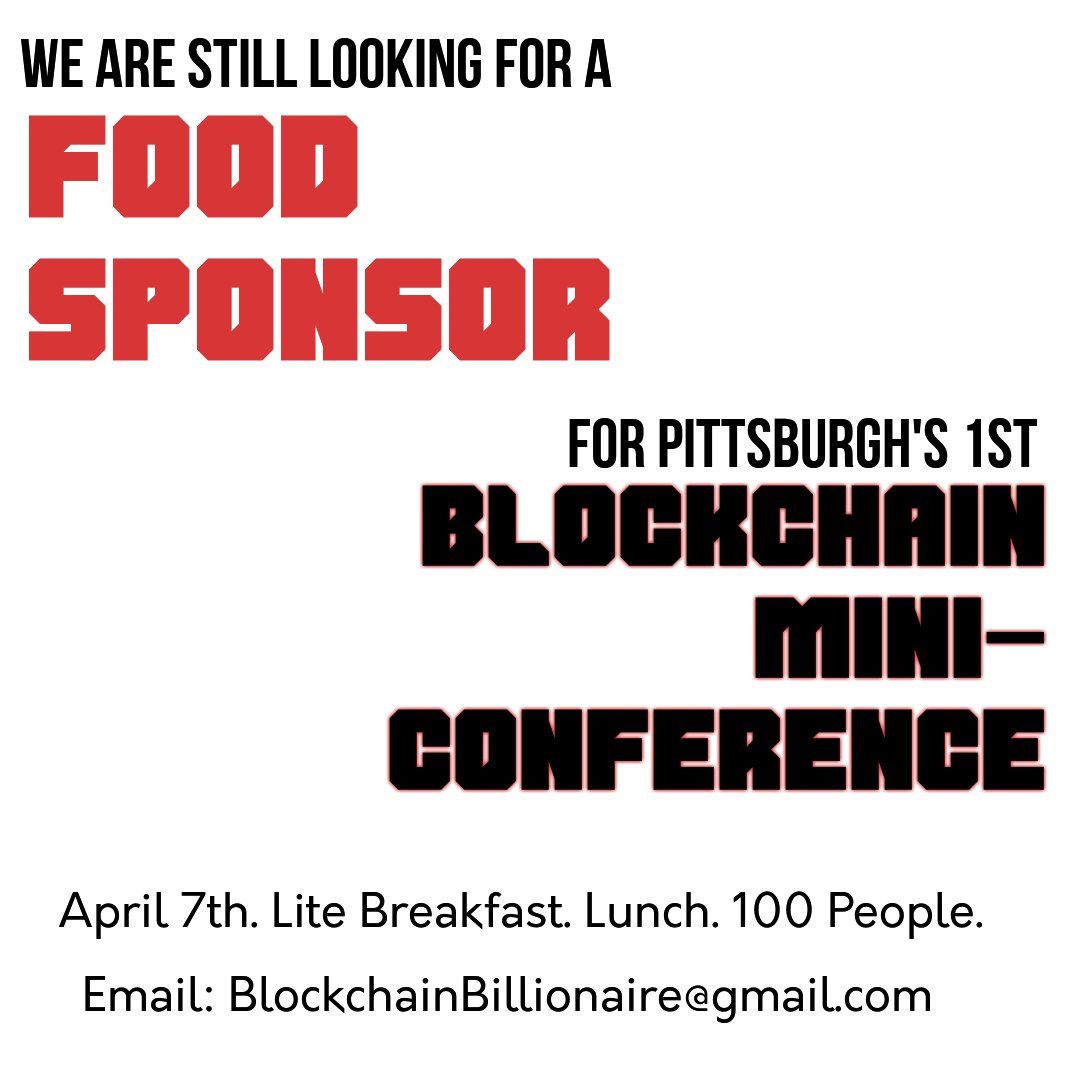 WE ARE STILL LOOKING FOR A
FOOD
SPONSOR
FOR PITTSBURGH'S 1ST
BLOCKCHAIN
MINI-
CONFERENCE
April 7th. Lite Breakfast. Lunch. 100 People.
Email: BlockchainBillionaire@gmail.com